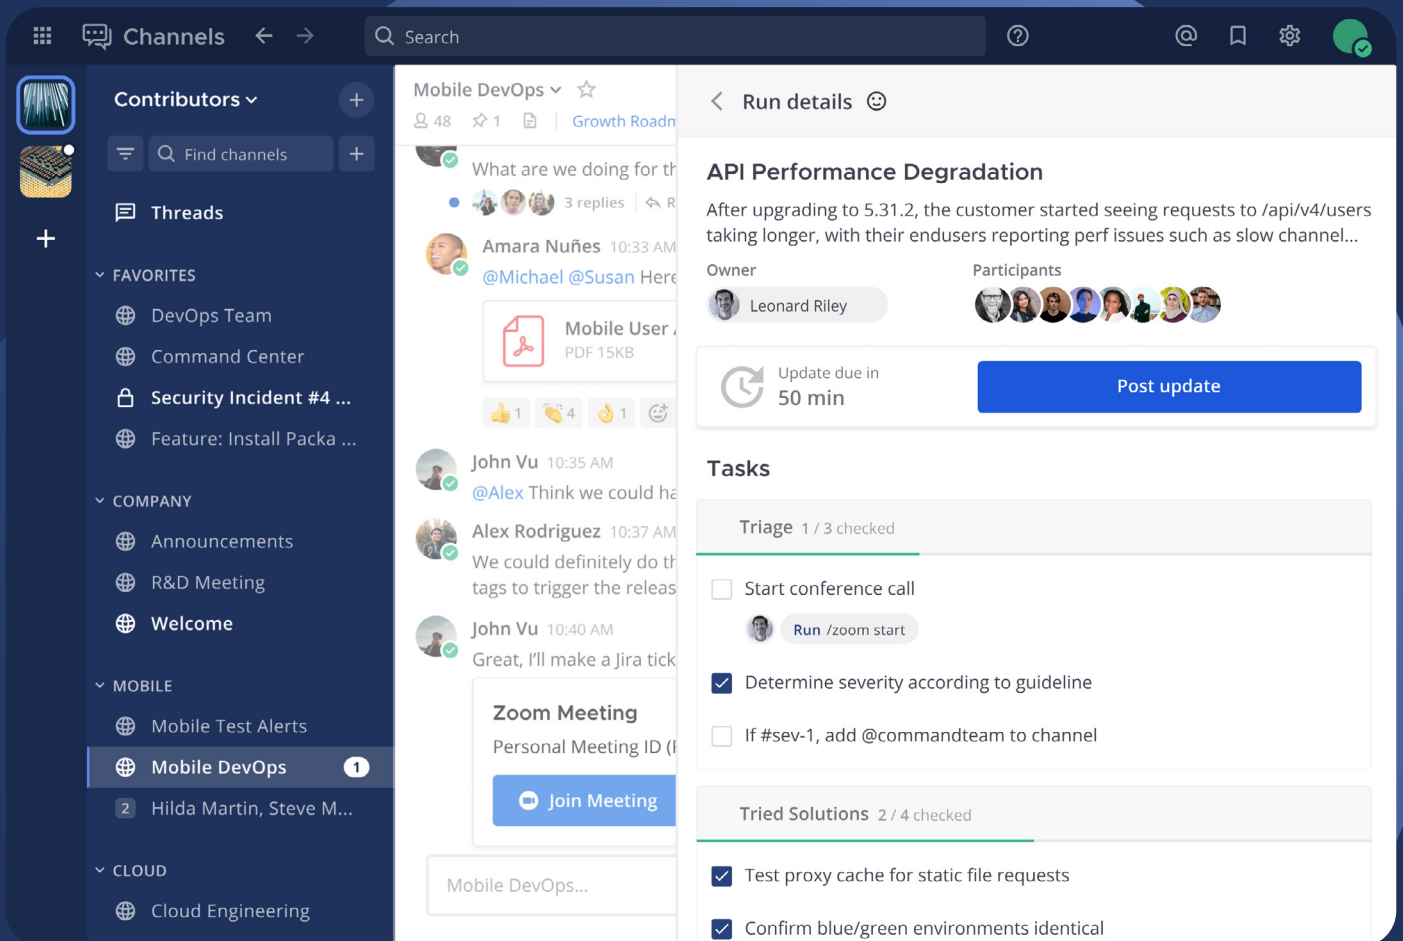 Channels
Search
Contributors
Find channels
Threads
FAVORITES
DevOps Team
Command Center
Security Incident #4 ...
Feature: Install Packa ...
COMPANY
Announcements
R&D Meeting
Welcome
MOBILE
Mobile Test Alerts
Mobile DevOps 1
2 Hilda Martin, Steve M...
CLOUD
Cloud Engineering
Mobile DevOps
48 1 Growth Roadm
What are we doing for th
3 replies R
Amara Nuñes 10:33 AM
@Michael @Susan Here
Mobile User
PDF 15KB
1 4 1
John Vu 10:35 AM
@Alex Think we could ha
Alex Rodriguez 10:37 AM
We could definitely do th
tags to trigger the releas
John Vu 10:40 AM
Great, I'll make a Jira tick
Zoom Meeting
Personal Meeting ID (
Join Meeting
Mobile DevOps...
Run details
API Performance Degradation
After upgrading to 5.31.2, the customer started seeing requests to /api/v4/users
taking longer, with their endusers reporting perf issues such as slow channel...
Owner
Leonard Riley
Participants
Update due in
50 min
Post update
Tasks
Triage 1 / 3 checked
Start conference call
Run /zoom start
Determine severity according to guideline
If #sev-1, add @commandteam to channel
Tried Solutions 2 / 4 checked
Test proxy cache for static file requests
Confirm blue/green environments identical